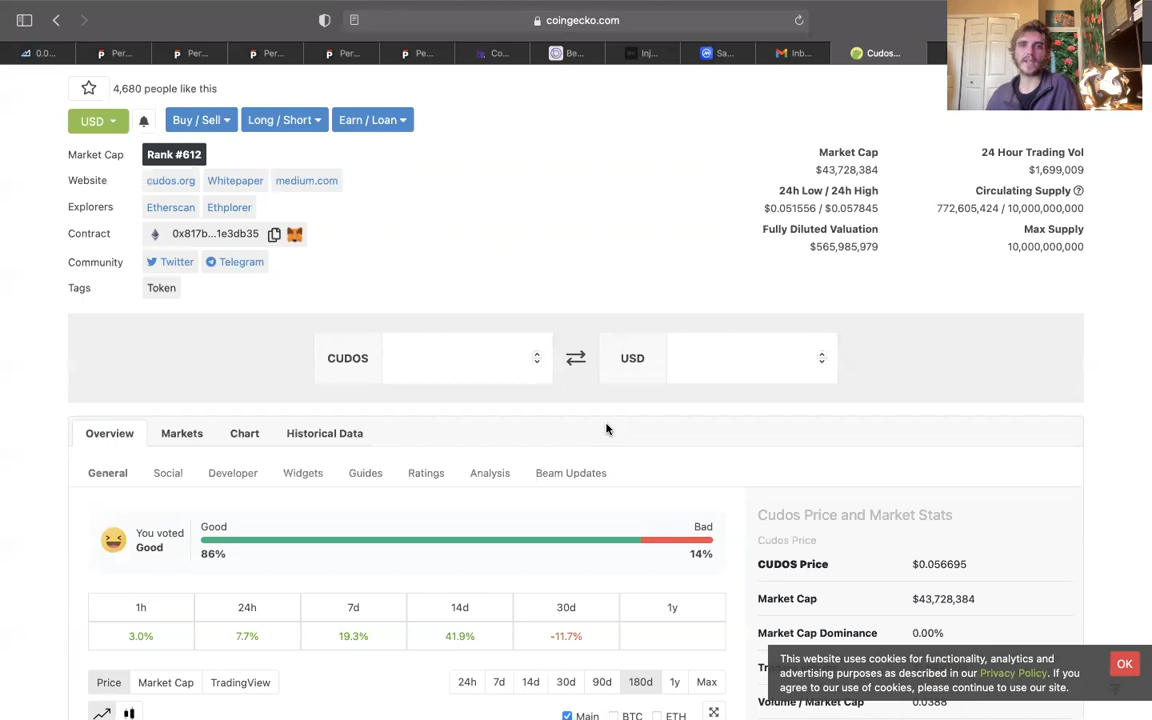 coingecko.com
0.0...
Per...
Per...
Per...
Per...
Pe...
Co...
Be...
Inj...
Sa...
Inb...
Cudos...
4,680 people like this
USD
Buy / Sell
Long / Short
Earn / Loan
Market Cap Rank #612
Website cudos.org Whitepaper medium.com
Explorers Etherscan Ethplorer
Contract 0x817b...1e3db35
Community Twitter Telegram
Tags Token
Market Cap
$43,728,384
24h Low / 24h High
$0.051556 / $0.057845
Fully Diluted Valuation
$565,985,979
24 Hour Trading Vol
$1,699,009
Circulating Supply
772,605,424 / 10,000,000,000
Max Supply
10,000,000,000
CUDOS
USD
Overview Markets Chart Historical Data
General Social Developer Widgets Guides Ratings Analysis Beam Updates
You voted
Good
Good Bad
86% 14%
1h 24h 7d 14d 30d 1y
3.0% 7.7% 19.3% 41.9% -11.7%
Price Market Cap TradingView
24h 7d 14d 30d 90d 180d 1y Max
Main BTC ETH
Cudos Price and Market Stats
Cudos Price
CUDOS Price $0.056695
Market Cap $43,728,384
Market Cap Dominance 0.00%
Volume / Market Cap 0.0388
This website uses cookies for functionality, analytics and
advertising purposes as described in our Privacy Policy. If you
agree to our use of cookies, please continue to use our site.
OK